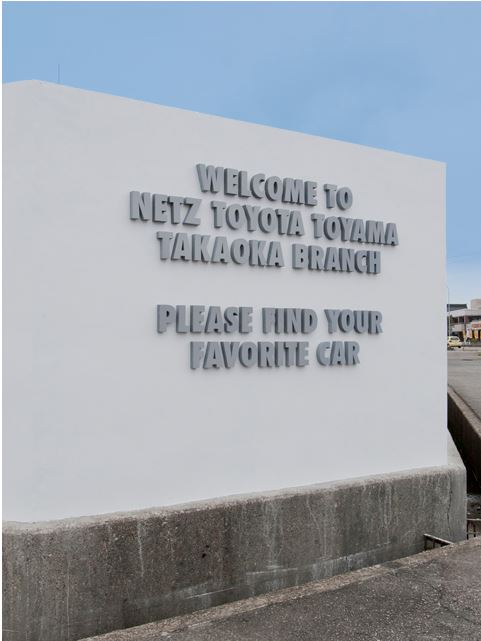 WELCOME TO
NETZ TOYOTA TOYAMA
TAKAOKA BRANCH
PLEASE FIND YOUR
FAVORITE CAR